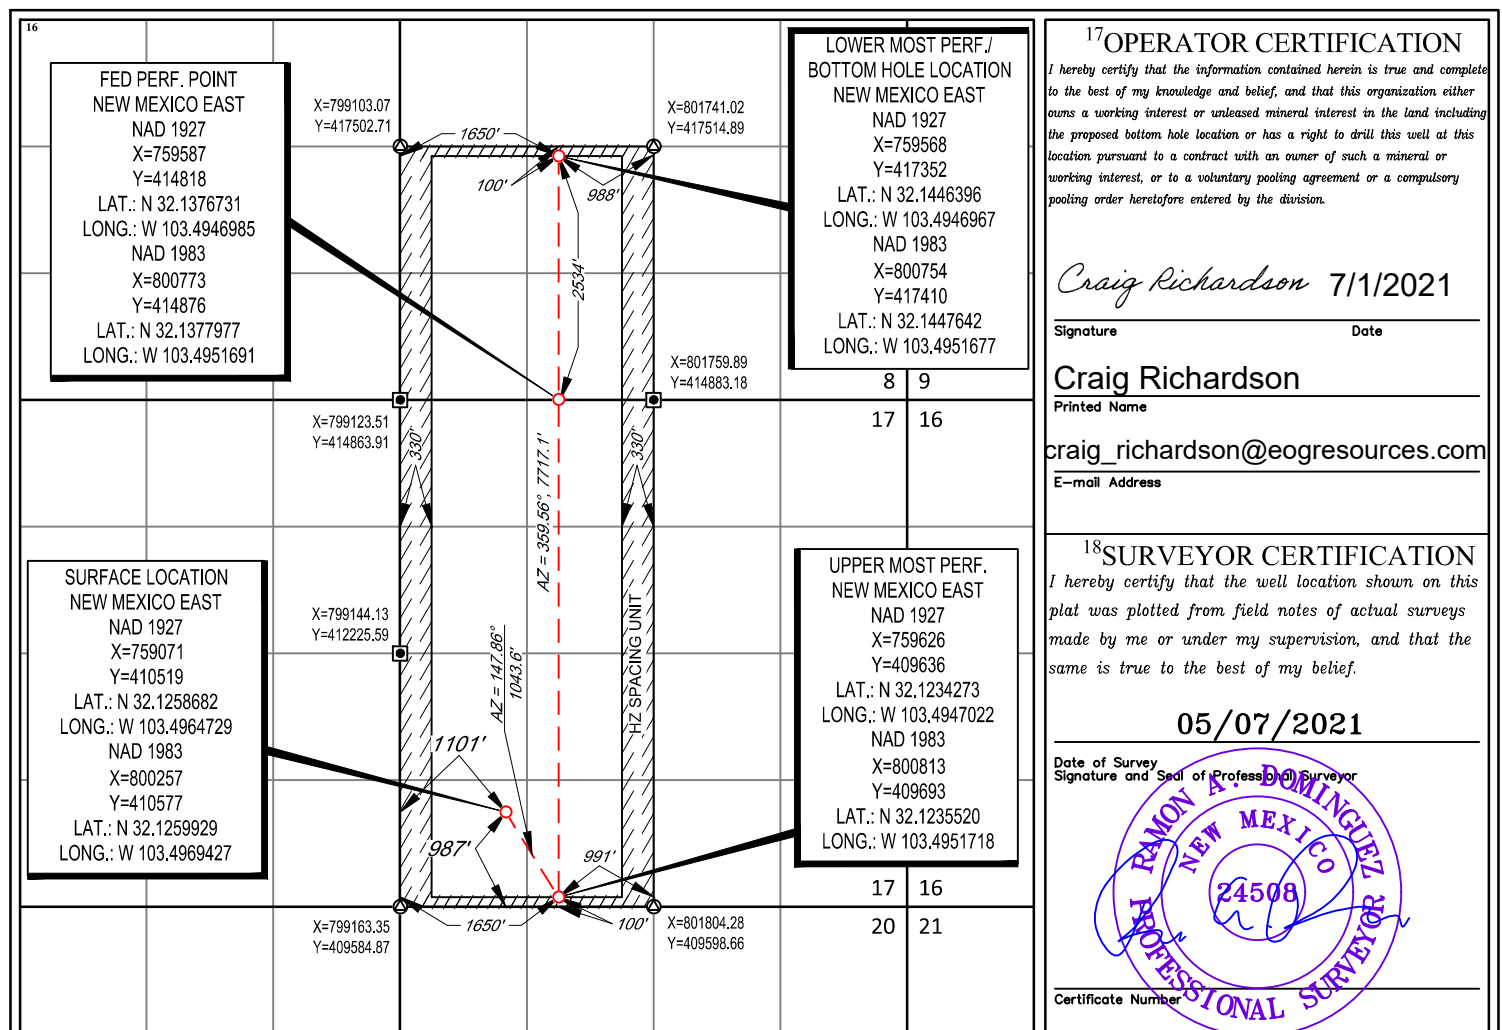 16
FED PERF. POINT
NEW MEXICO EAST
NAD 1927
X=759587
Y=414818
LAT.: N 32.1376731
LONG.: W 103.4946985
NAD 1983
X=800773
Y=414876
LAT.: N 32.1377977
LONG.: W 103.4951691
X=799103.07
Y=417502.71
X=801741.02
Y=417514.89
1650'
100'
988'
2534'
LOWER MOST PERF./
BOTTOM HOLE LOCATION
NEW MEXICO EAST
NAD 1927
X=759568
Y=417352
LAT.: N 32.1446396
LONG.: W 103.4946967
NAD 1983
X=800754
Y=417410
LAT.: N 32.1447642
LONG.: W 103.4951677
X=801759.89
Y=414883.18
8 9
17 16
X=799123.51
Y=414863.91
330'
330'
AZ = 359.56°, 7717.1'
SURFACE LOCATION
NEW MEXICO EAST
NAD 1927
X=759071
Y=410519
LAT.: N 32.1258682
LONG.: W 103.4964729
NAD 1983
X=800257
Y=410577
LAT.: N 32.1259929
LONG.: W 103.4969427
X=799144.13
Y=412225.59
AZ = 147.86°
1043.6'
HZ SPACING UNIT
UPPER MOST PERF.
NEW MEXICO EAST
NAD 1927
X=759626
Y=409636
LAT.: N 32.1234273
LONG.: W 103.4947022
NAD 1983
X=800813
Y=409693
LAT.: N 32.1235520
LONG.: W 103.4951718
1101'
987'
991'
1650'
100'
X=799163.35
Y=409584.87
X=801804.28
Y=409598.66
17 16
20 21
17OPERATOR CERTIFICATION
I hereby certify that the information contained herein is true and complete
to the best of my knowledge and belief, and that this organization either
owns a working interest or unleased mineral interest in the land including
the proposed bottom hole location or has a right to drill this well at this
location pursuant to a contract with an owner of such a mineral or
working interest, or to a voluntary pooling agreement or a compulsory
pooling order heretofore entered by the division.
Craig Richardson 7/1/2021
Signature Date
Craig Richardson
Printed Name
craig_richardson@eogresources.com
E-mail Address
18SURVEYOR CERTIFICATION
I hereby certify that the well location shown on this
plat was plotted from field notes of actual surveys
made by me or under my supervision, and that the
same is true to the best of my belief.
05/07/2021
Date of Survey
Signature and Seal of Professional Surveyor
RAMON A. DOMINGUEZ
NEW MEXICO
24508
PROFESSIONAL SURVEYOR
Certificate Number